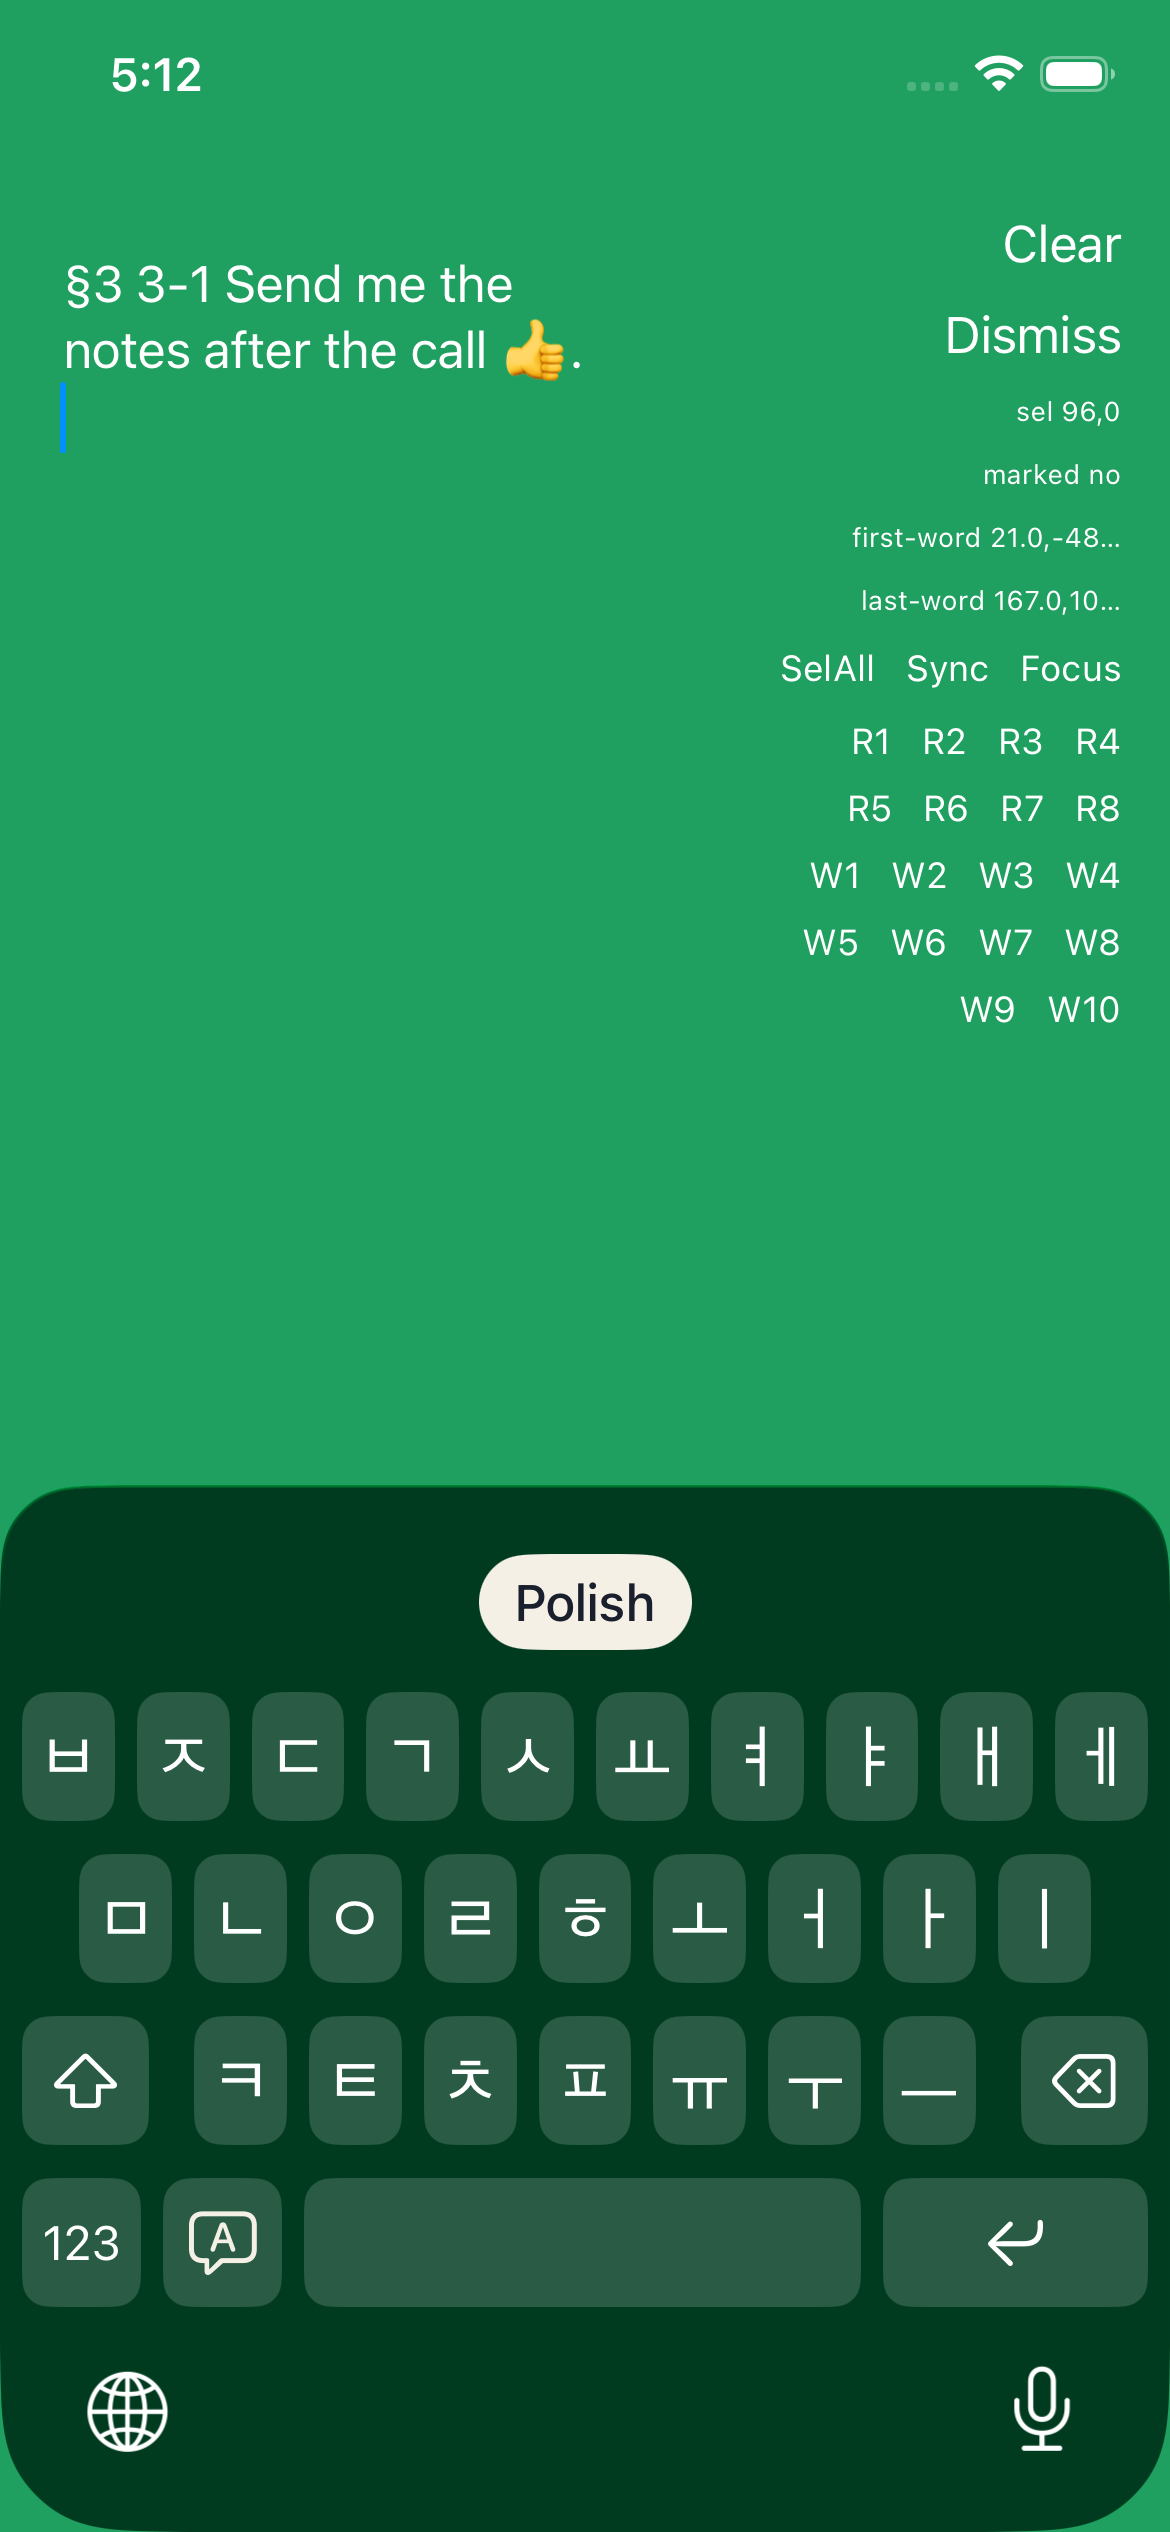 5:12
Clear
§3 3-1 Send me the
notes after the call 👍.
Dismiss
sel 96,0
marked no
first-word 21.0,-48...
last-word 167.0,10...
SelAll Sync Focus
R1 R2 R3 R4
R5 R6 R7 R8
W1 W2 W3 W4
W5 W6 W7 W8
W9 W10
Polish
ㅂ ㅈ ㄷ ㄱ ㅅ ㅛ ㅕ ㅑ ㅐ ㅔ
ㅁ ㄴ ㅇ ㄹ ㅎ ㅗ ㅓ ㅏ ㅣ
ㅋ ㅌ ㅊ ㅍ ㅠ ㅜ ㅡ
123 A